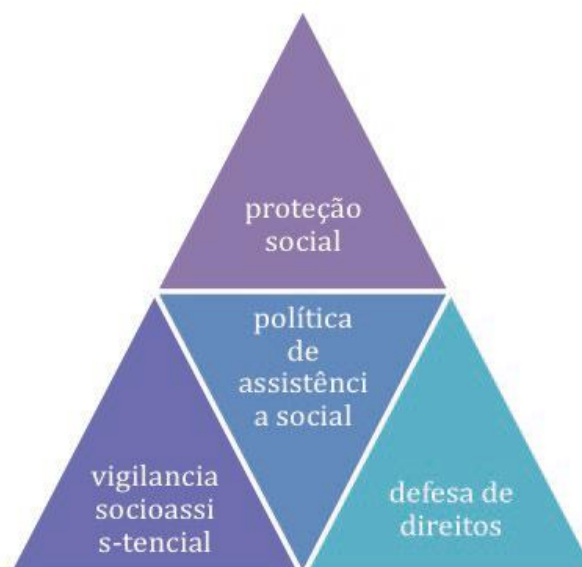 proteção
social
política
de
assistênci
a social
vigilancia
socioassi
s-tencial
defesa de
direitos